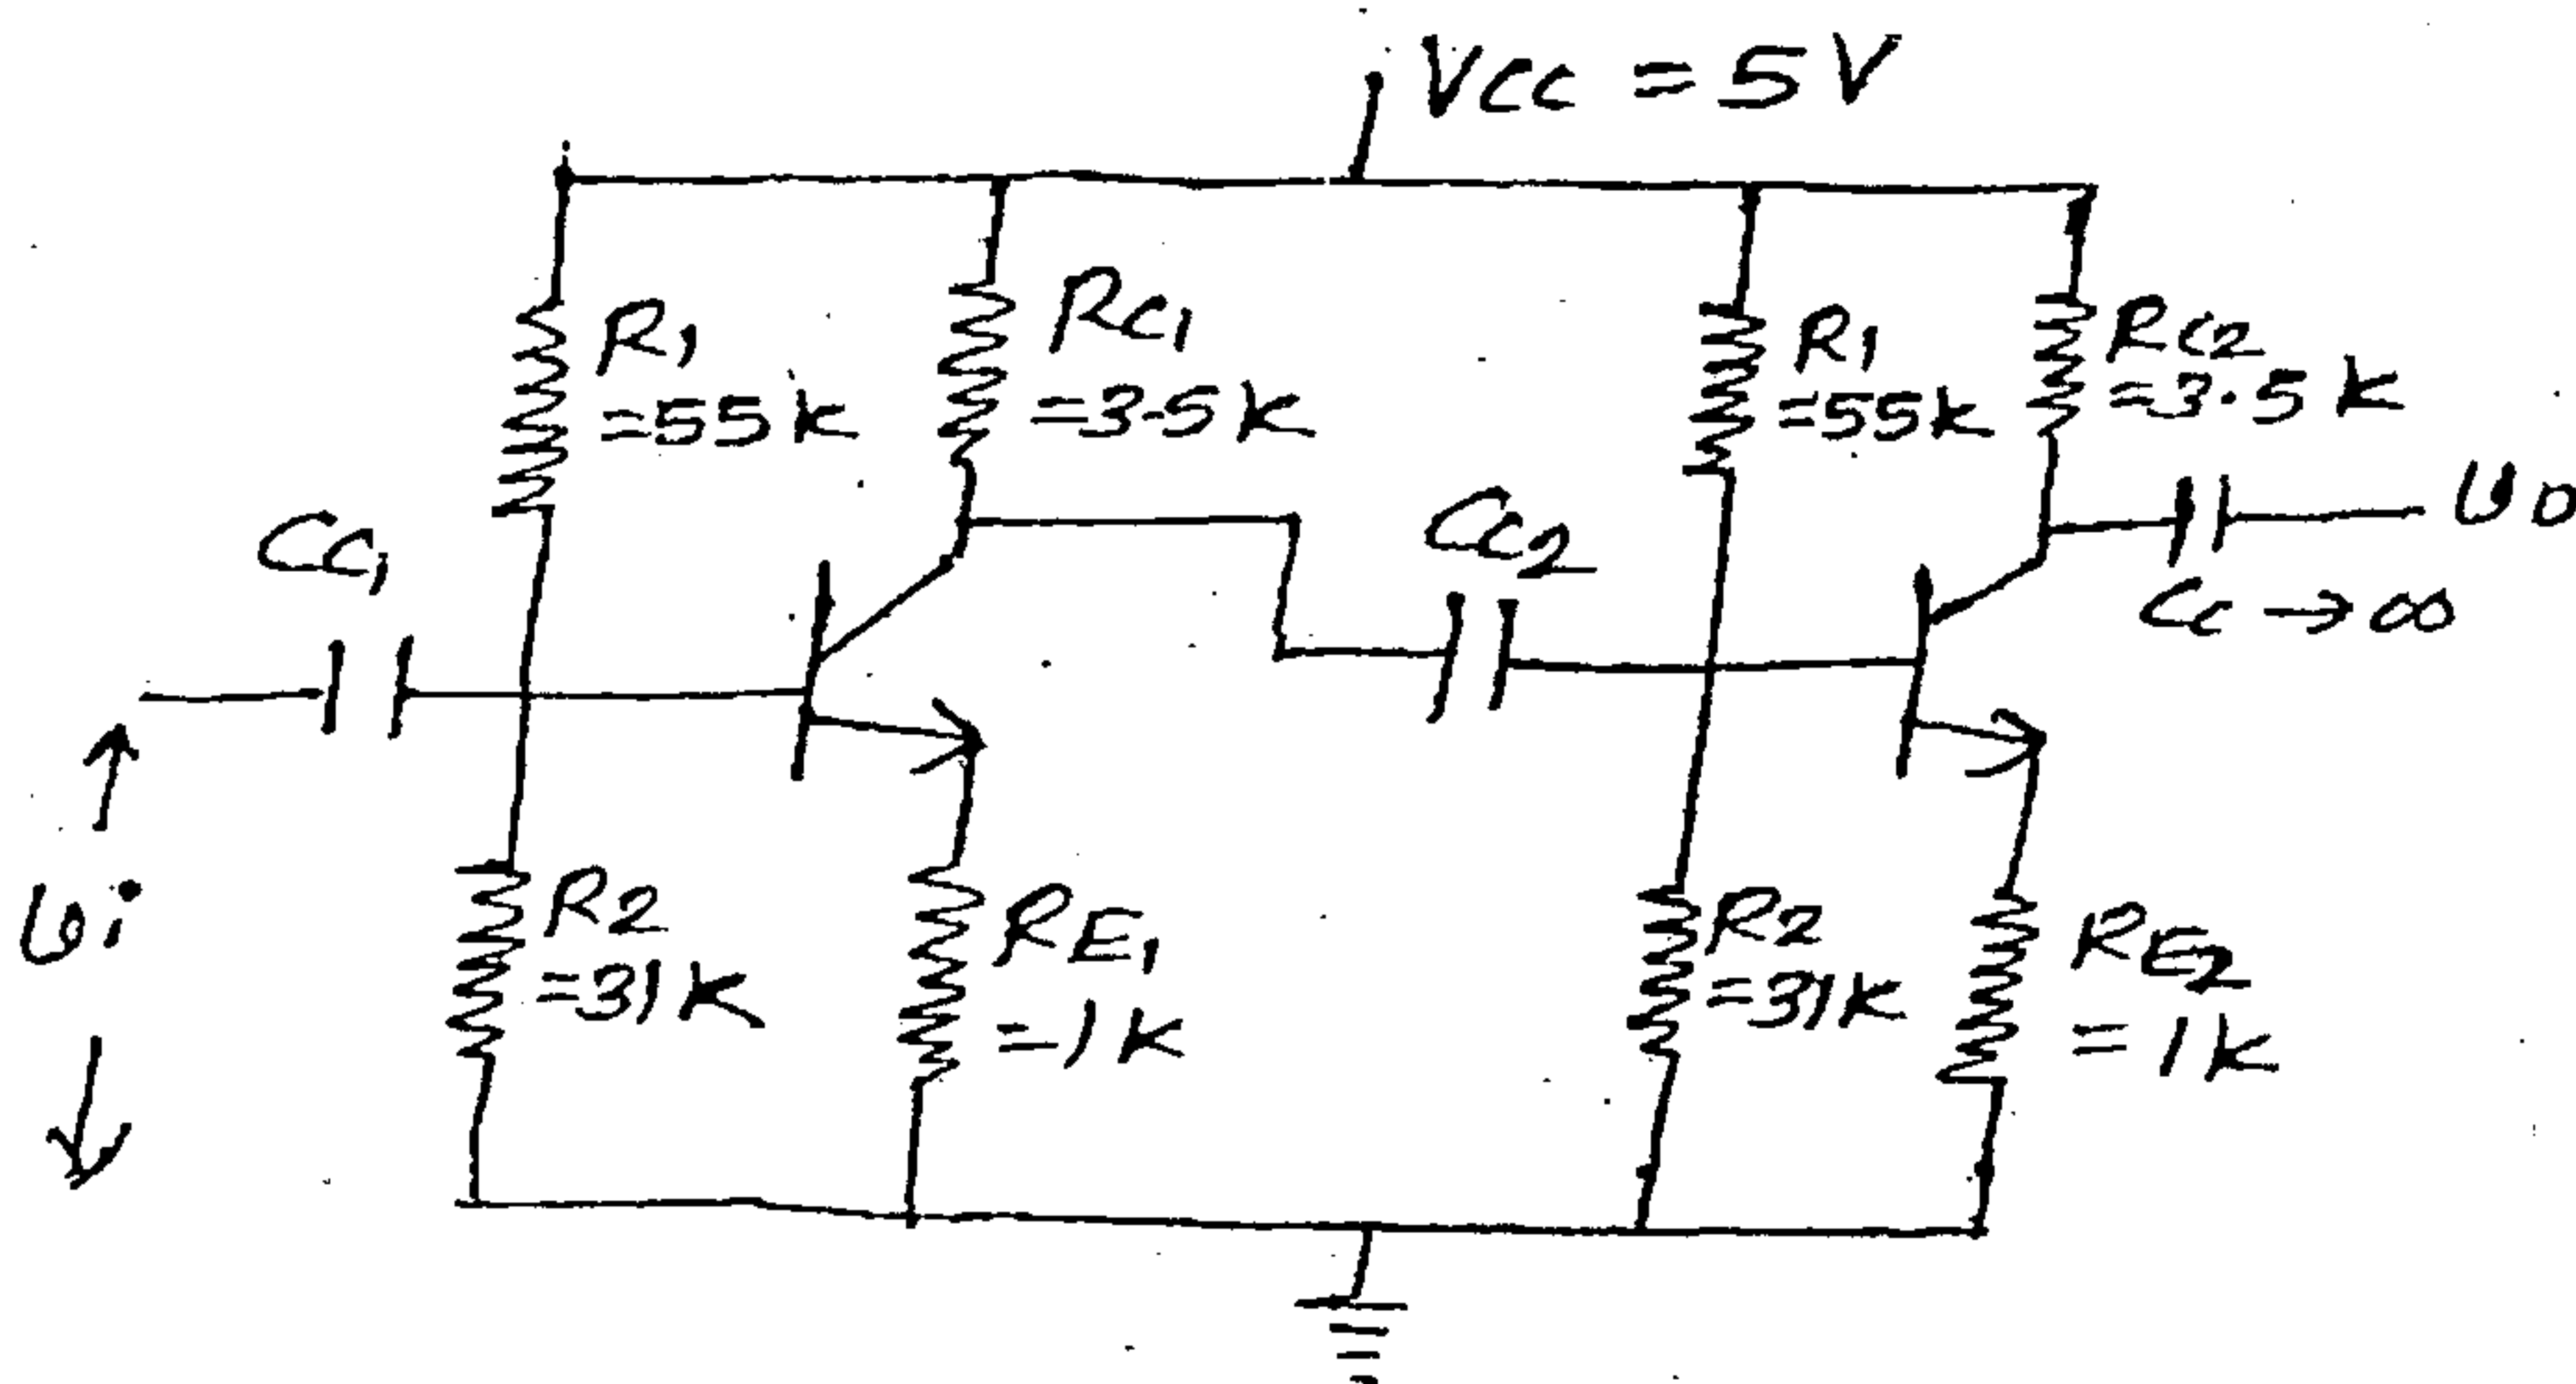 Vcc = 5V
R1
=55k
RC1
=3.5k
R1
=55k
RC2
=3.5k
CC1
CC2
υo
Cc → ∞
υi
R2
=31k
RE1
=1k
R2
=31k
RE2
=1k